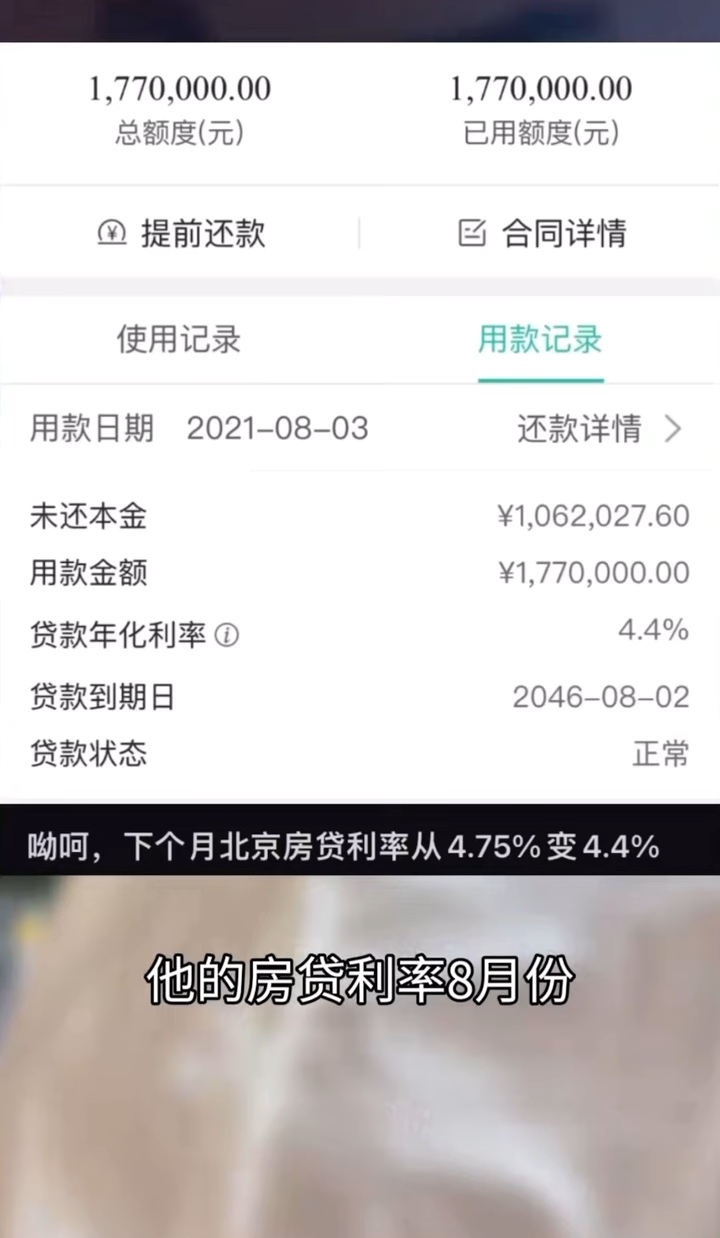 1,770,000.00 1,770,000.00
总额度(元) 已用额度(元)
提前还款 合同详情
使用记录 用款记录
用款日期 2021-08-03 还款详情
未还本金 ¥1,062,027.60
用款金额 ¥1,770,000.00
贷款年化利率 4.4%
贷款到期日 2046-08-02
贷款状态 正常
呦呵，下个月北京房贷利率从4.75%变4.4%
他的房贷利率8月份